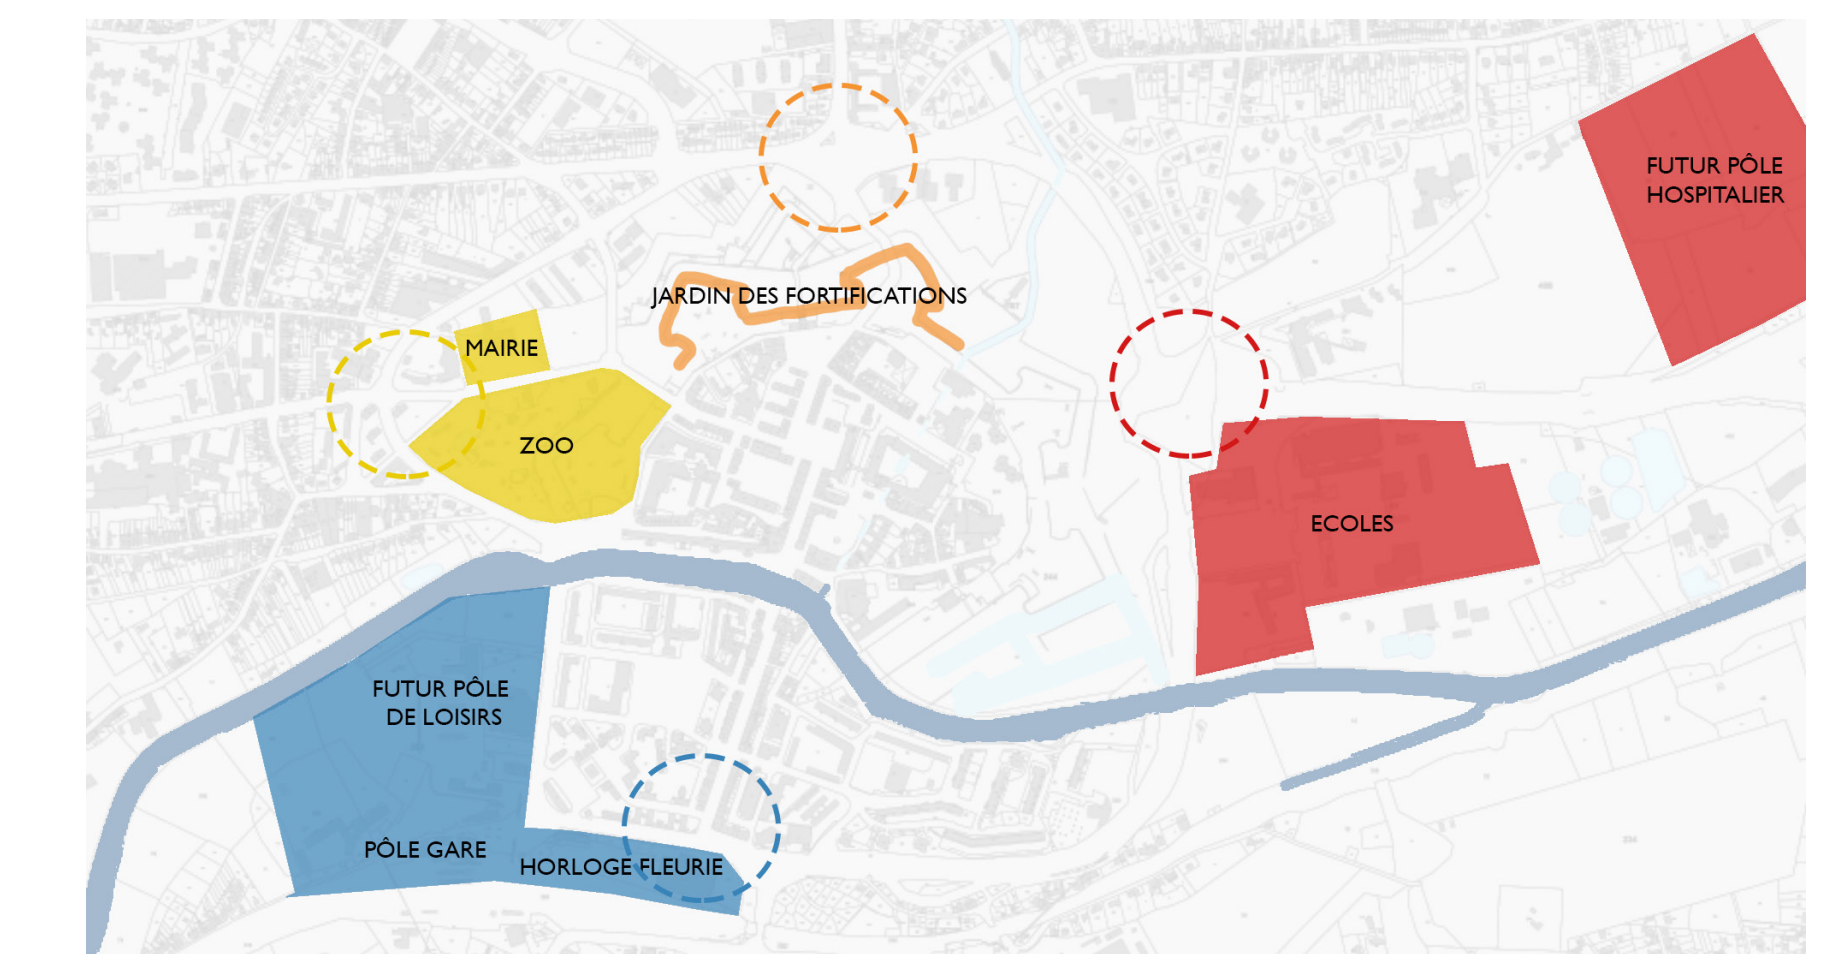 FUTUR PÔLE
HOSPITALIER
JARDIN DES FORTIFICATIONS
MAIRIE
ZOO
ECOLES
FUTUR PÔLE
DE LOISIRS
PÔLE GARE
HORLOGE FLEURIE